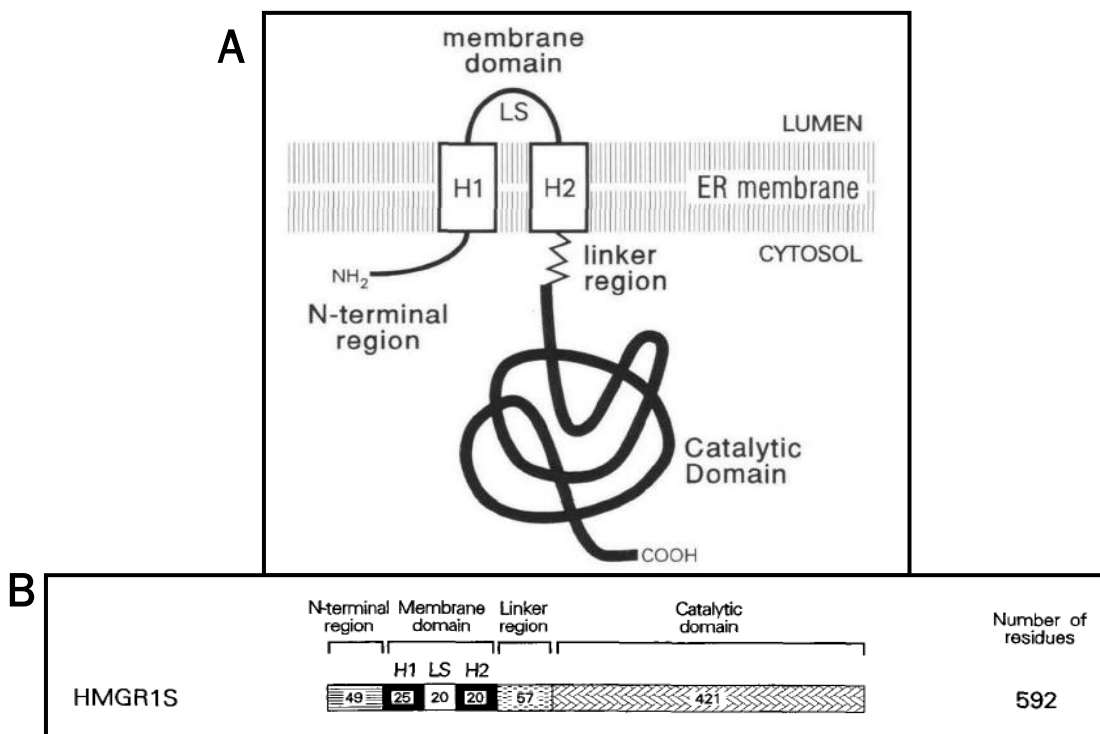 A
membrane
domain
LS
LUMEN
H1
H2
ER membrane
CYTOSOL
linker
region
NH2
N-terminal
region
Catalytic
Domain
COOH
B
N-terminal region
Membrane domain
Linker region
Catalytic domain
Number of residues
H1 LS H2
HMGR1S
49 25 20 20 57 421
592